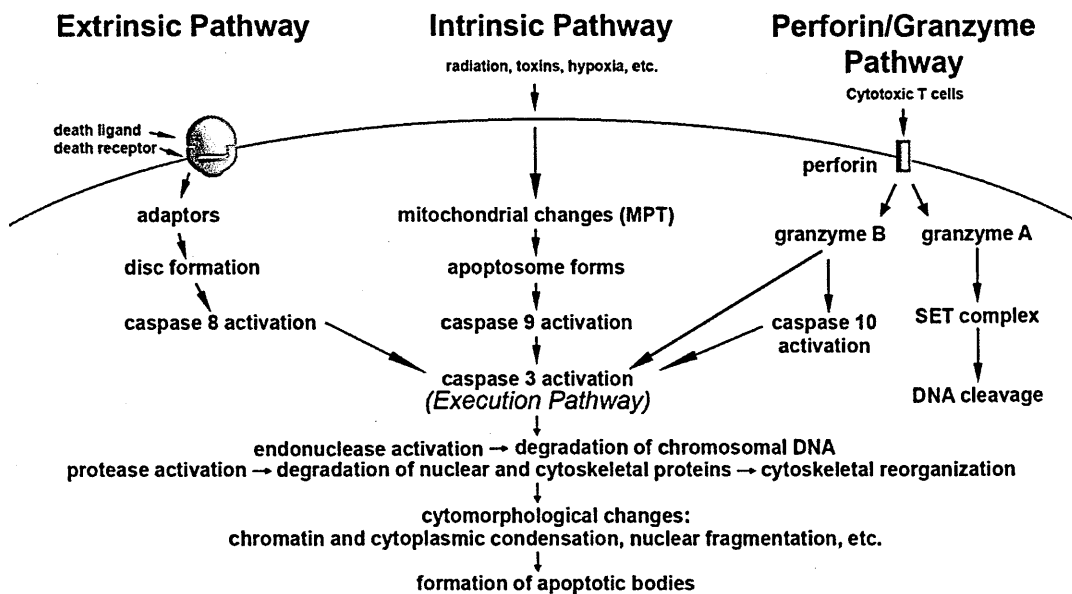 Extrinsic Pathway
Intrinsic Pathway
Perforin/Granzyme
Pathway
radiation, toxins, hypoxia, etc.
Cytotoxic T cells
death ligand
death receptor
perforin
adaptors
mitochondrial changes (MPT)
granzyme B
granzyme A
disc formation
apoptosome forms
caspase 8 activation
caspase 9 activation
caspase 10
activation
SET complex
caspase 3 activation
(Execution Pathway)
DNA cleavage
endonuclease activation → degradation of chromosomal DNA
protease activation → degradation of nuclear and cytoskeletal proteins → cytoskeletal reorganization
cytomorphological changes:
chromatin and cytoplasmic condensation, nuclear fragmentation, etc.
formation of apoptotic bodies